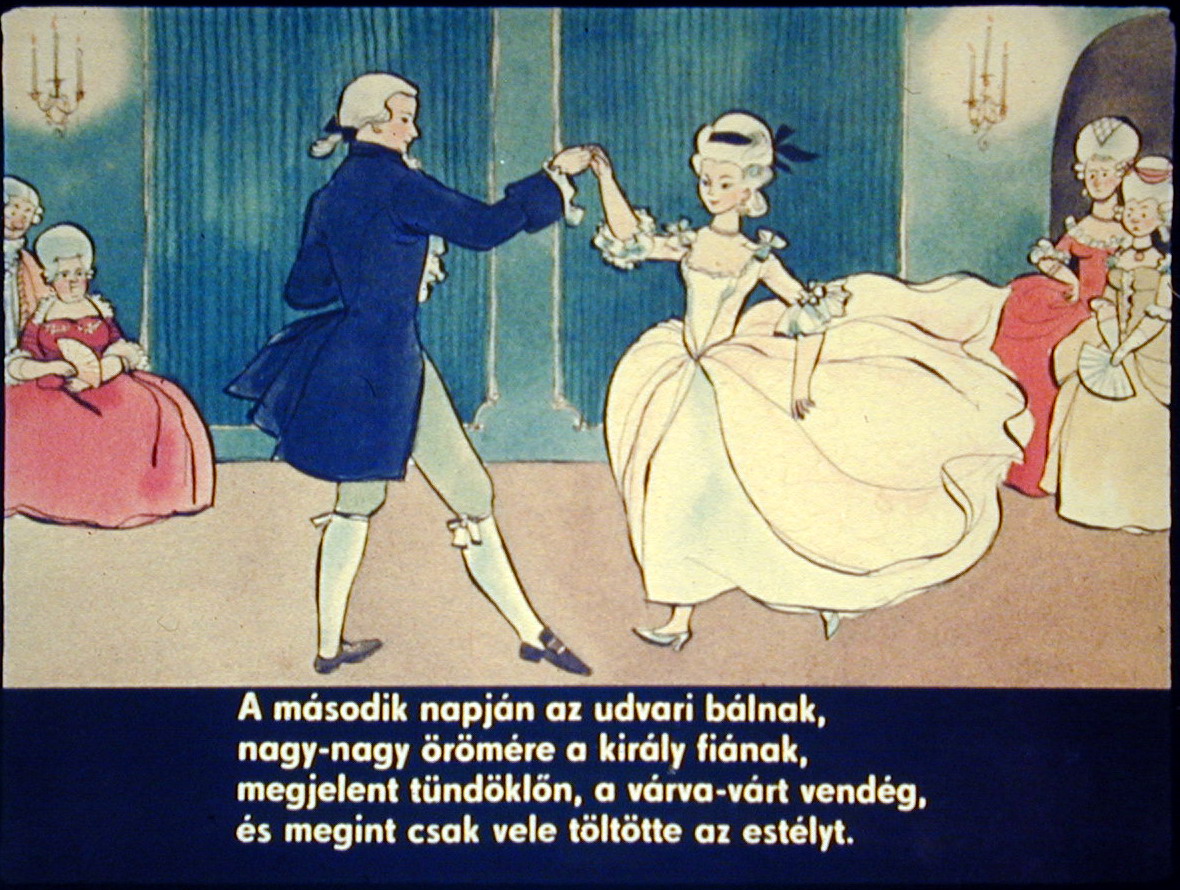 A második napján az udvari bálnak,
nagy-nagy örömére a király fiának,
megjelent tündöklőn, a várva-várt vendég,
és megint csak vele töltötte az estélyt.